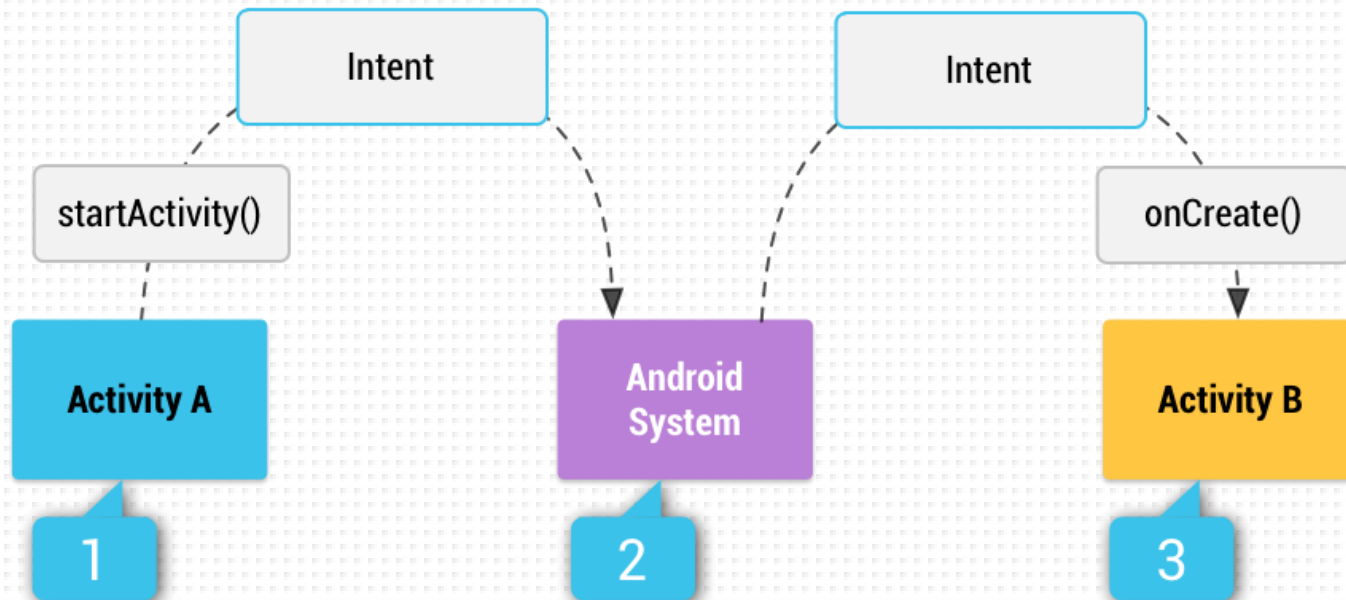 Intent
Intent
startActivity()
onCreate()
Activity A
Android
System
Activity B
1
2
3